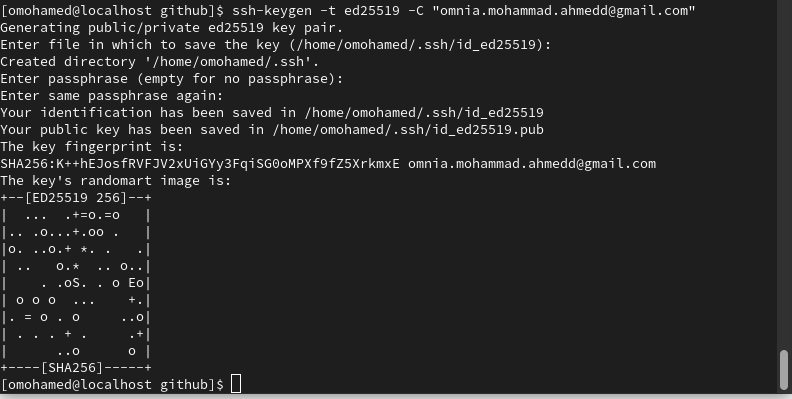 [omohamed@localhost github]$ ssh-keygen -t ed25519 -C "omnia.mohammad.ahmedd@gmail.com"
Generating public/private ed25519 key pair.
Enter file in which to save the key (/home/omohamed/.ssh/id_ed25519):
Created directory '/home/omohamed/.ssh'.
Enter passphrase (empty for no passphrase):
Enter same passphrase again:
Your identification has been saved in /home/omohamed/.ssh/id_ed25519
Your public key has been saved in /home/omohamed/.ssh/id_ed25519.pub
The key fingerprint is:
SHA256:K++hEJosfRVFJV2xUiGYy3FqiSG0oMPXf9fZ5XrkmxE omnia.mohammad.ahmedd@gmail.com
The key's randomart image is:
+--[ED25519 256]--+
|  ...  .+=o.=o   |
|.. .o...+.oo .   |
|o. ..o.+ *. .   .|
| ..   o.*  .. o..|
|    . .oS. . o Eo|
| o o o  ...    +.|
|. = o . o     ..o|
| . . . + .     .+|
|      ..o      o |
+----[SHA256]-----+
[omohamed@localhost github]$